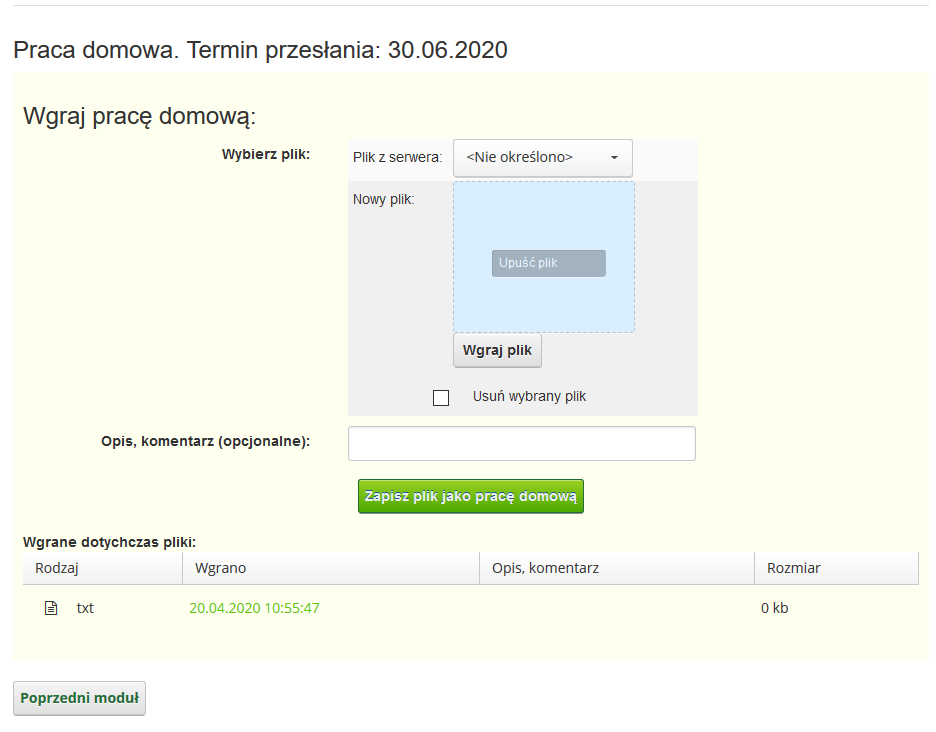 Praca domowa. Termin przesłania: 30.06.2020
Wgraj pracę domową:
Wybierz plik:
Plik z serwera:
<Nie określono>
Nowy plik:
Upuść plik
Wgraj plik
Usuń wybrany plik
Opis, komentarz (opcjonalne):
Zapisz plik jako pracę domową
Wgrane dotychczas pliki:
Rodzaj Wgrano Opis, komentarz Rozmiar
txt 20.04.2020 10:55:47 0 kb
Poprzedni moduł